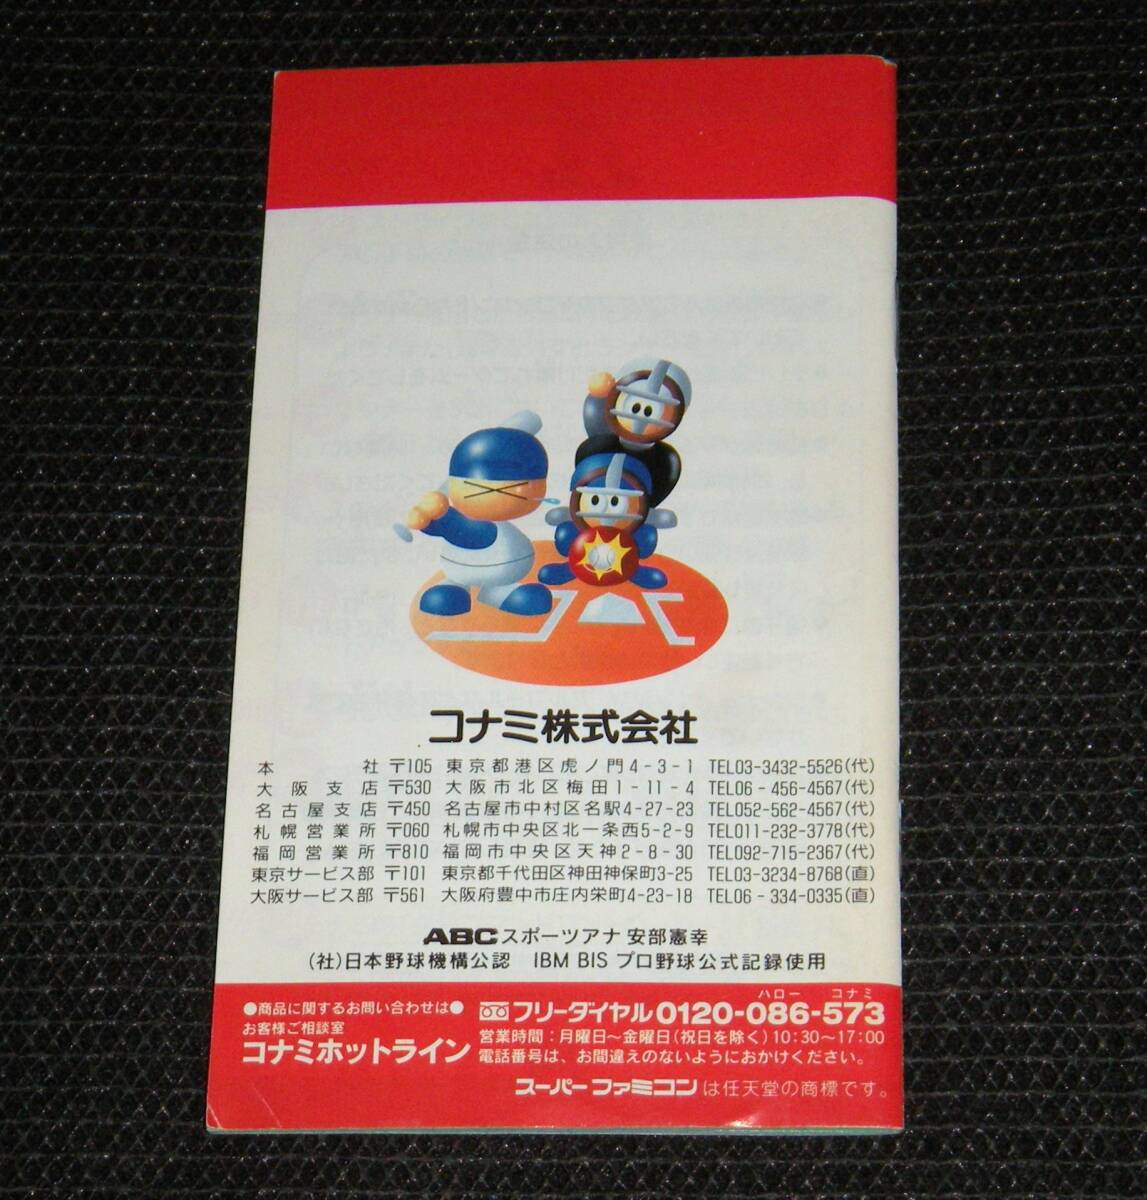 コナミ株式会社
本社 〒105 東京都港区虎ノ門4-3-1 TEL03-3432-5526(代)
大阪支店 〒530 大阪市北区梅田1-11-4 TEL06-456-4567(代)
名古屋支店 〒450 名古屋市中村区名駅4-27-23 TEL052-562-4567(代)
札幌営業所 〒060 札幌市中央区北一条西5-2-9 TEL011-232-3778(代)
福岡営業所 〒810 福岡市中央区天神2-8-30 TEL092-715-2367(代)
東京サービス部 〒101 東京都千代田区神田神保町3-25 TEL03-3234-8768(直)
大阪サービス部 〒561 大阪府豊中市庄内栄町4-23-18 TEL06-334-0335(直)
ABCスポーツアナ 安部憲幸
(社)日本野球機構公認 IBM BIS プロ野球公式記録使用
●商品に関するお問い合わせは●
お客様ご相談室
コナミホットライン
ハロー コナミ
フリーダイヤル0120-086-573
営業時間：月曜日〜金曜日(祝日を除く)10:30〜17:00
電話番号は、お間違えのないようにおかけください。
スーパーファミコンは任天堂の商標です。